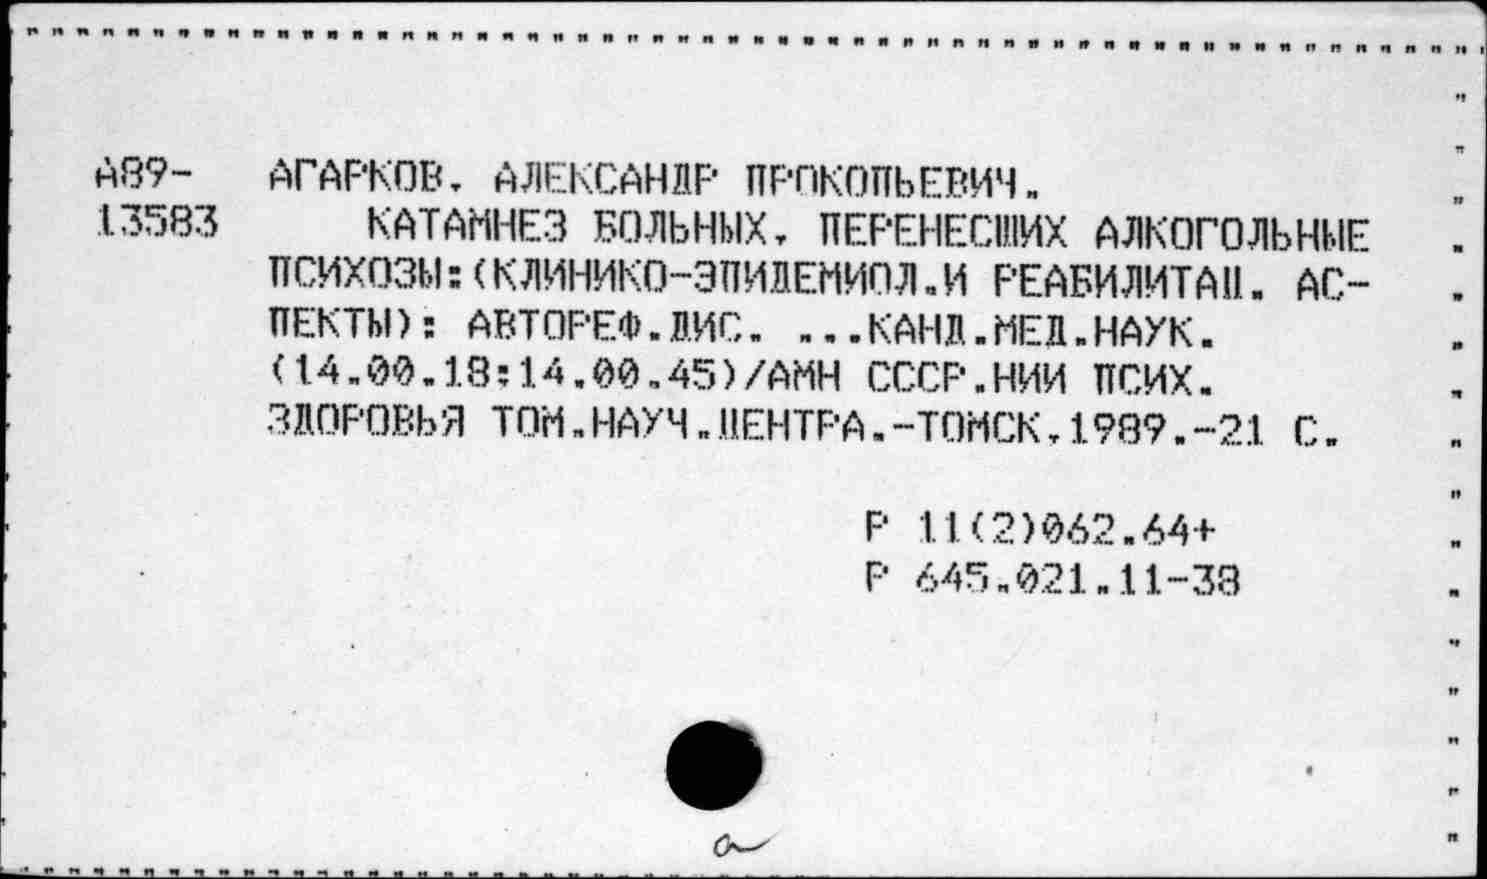 А89- АГАРКОВ, АЛЕКСАНДР ПРОКОПЬЕВИЧ.
13583 КАТАМНЕЗ БОЛЬНЫХ, ПЕРЕНЕСШИХ АЛКОГОЛЬНЫЕ
ПСИХОЗЫ:(КЛИНИКО-ЭПИДЕМИОЛ.И РЕАБИЛИТАЦ. АС-
ПЕКТЫ): АВТОРЕФ.ДИС. ...КАНД.МЕД.НАУК.
(14.00.18;14.00.45)/АМН СССР.НИИ ПСИХ.
ЗДОРОВЬЯ ТОМ.НАУЧ.ЦЕНТРА.-ТОМСК,1989.-21 С.
Р 11(2)062.64+
Р 645.021.11-38